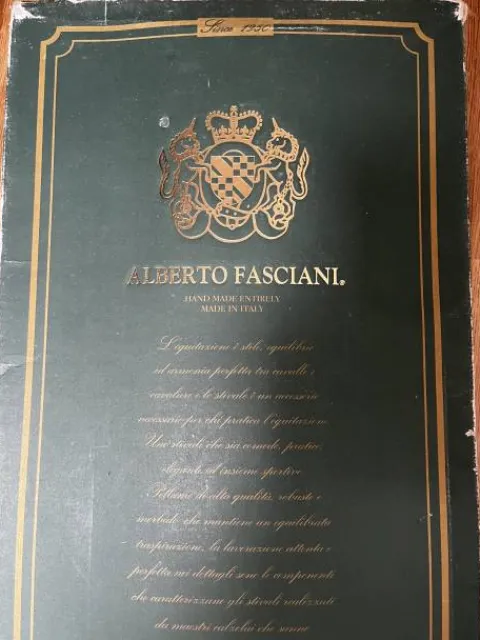 Since 1950
ALBERTO FASCIANI®
HAND MADE ENTIRELY
MADE IN ITALY
L'equitazione è stile, equilibrio
ed armonia perfetta tra cavallo e
cavaliere e lo stivale è un accessorio
necessario per chi pratica l'equitazione.
Uno stivale che sia comodo, pratico,
elegante ed insieme sportivo.
Pellame di alta qualità, robusto e
morbido che mantiene un equilibrata
traspirazione, la lavorazione attenta e
perfetta nei dettagli sono le componenti
che caratterizzano gli stivali realizzati
da maestri calzolai che sanno